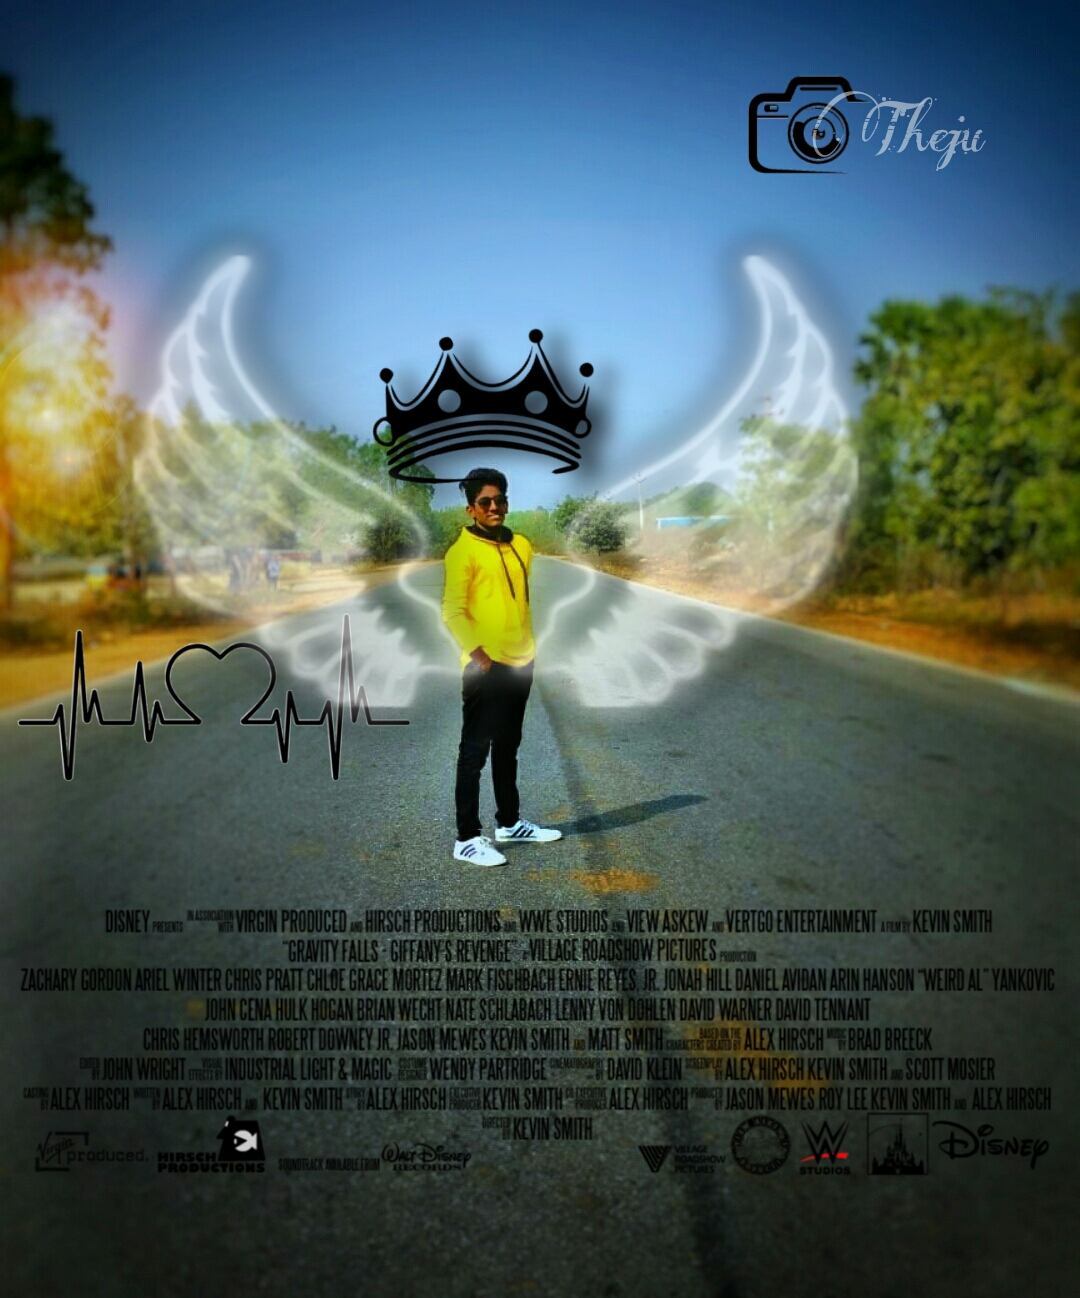 Theju
DISNEY PRESENTS IN ASSOCIATION WITH VIRGIN PRODUCED AND HIRSCH PRODUCTIONS AND WWE STUDIOS AND VIEW ASKEW AND VERTGO ENTERTAINMENT A FILM BY KEVIN SMITH
"GRAVITY FALLS - GIFFANY'S REVENGE" A VILLAGE ROADSHOW PICTURES PRODUCTION
ZACHARY GORDON ARIEL WINTER CHRIS PRATT CHLOE GRACE MORTEZ MARK FISCHBACH ERNIE REYES, JR. JONAH HILL DANIEL AVIDAN ARIN HANSON "WEIRD AL" YANKOVIC
JOHN CENA HULK HOGAN BRIAN WECHT NATE SCHLABACH LENNY VON DOHLEN DAVID WARNER DAVID TENNANT
CHRIS HEMSWORTH ROBERT DOWNEY JR. JASON MEWES KEVIN SMITH AND MATT SMITH BASED ON THE CHARACTERS CREATED BY ALEX HIRSCH MUSIC BY BRAD BREECK
EDITED BY JOHN WRIGHT VISUAL EFFECTS BY INDUSTRIAL LIGHT & MAGIC COSTUME DESIGNER WENDY PARTRIDGE CINEMATOGRAPHY BY DAVID KLEIN SCREENPLAY BY ALEX HIRSCH KEVIN SMITH AND SCOTT MOSIER
CASTING BY ALEX HIRSCH WRITTEN BY ALEX HIRSCH AND KEVIN SMITH STORY BY ALEX HIRSCH EXECUTIVE PRODUCER KEVIN SMITH CO-EXECUTIVE PRODUCER ALEX HIRSCH PRODUCED BY JASON MEWES ROY LEE KEVIN SMITH AND ALEX HIRSCH
DIRECTED BY KEVIN SMITH
Virgin produced. HIRSCH PRODUCTIONS SOUNDTRACK AVAILABLE FROM WALT DISNEY RECORDS VILLAGE ROADSHOW PICTURES W STUDIOS DISNEY